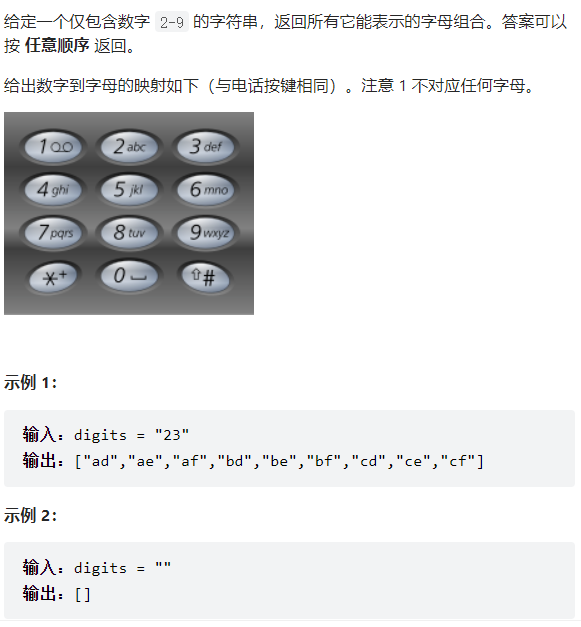 给定一个仅包含数字 2-9 的字符串，返回所有它能表示的字母组合。答案可以
按 任意顺序 返回。
给出数字到字母的映射如下（与电话按键相同）。注意 1 不对应任何字母。
1 2 abc 3 def
4 ghi 5 jkl 6 mno
7 pqrs 8 tuv 9 wxyz
*+ 0 #
示例 1：
输入：digits = "23"
输出：["ad","ae","af","bd","be","bf","cd","ce","cf"]
示例 2：
输入：digits = ""
输出：[]